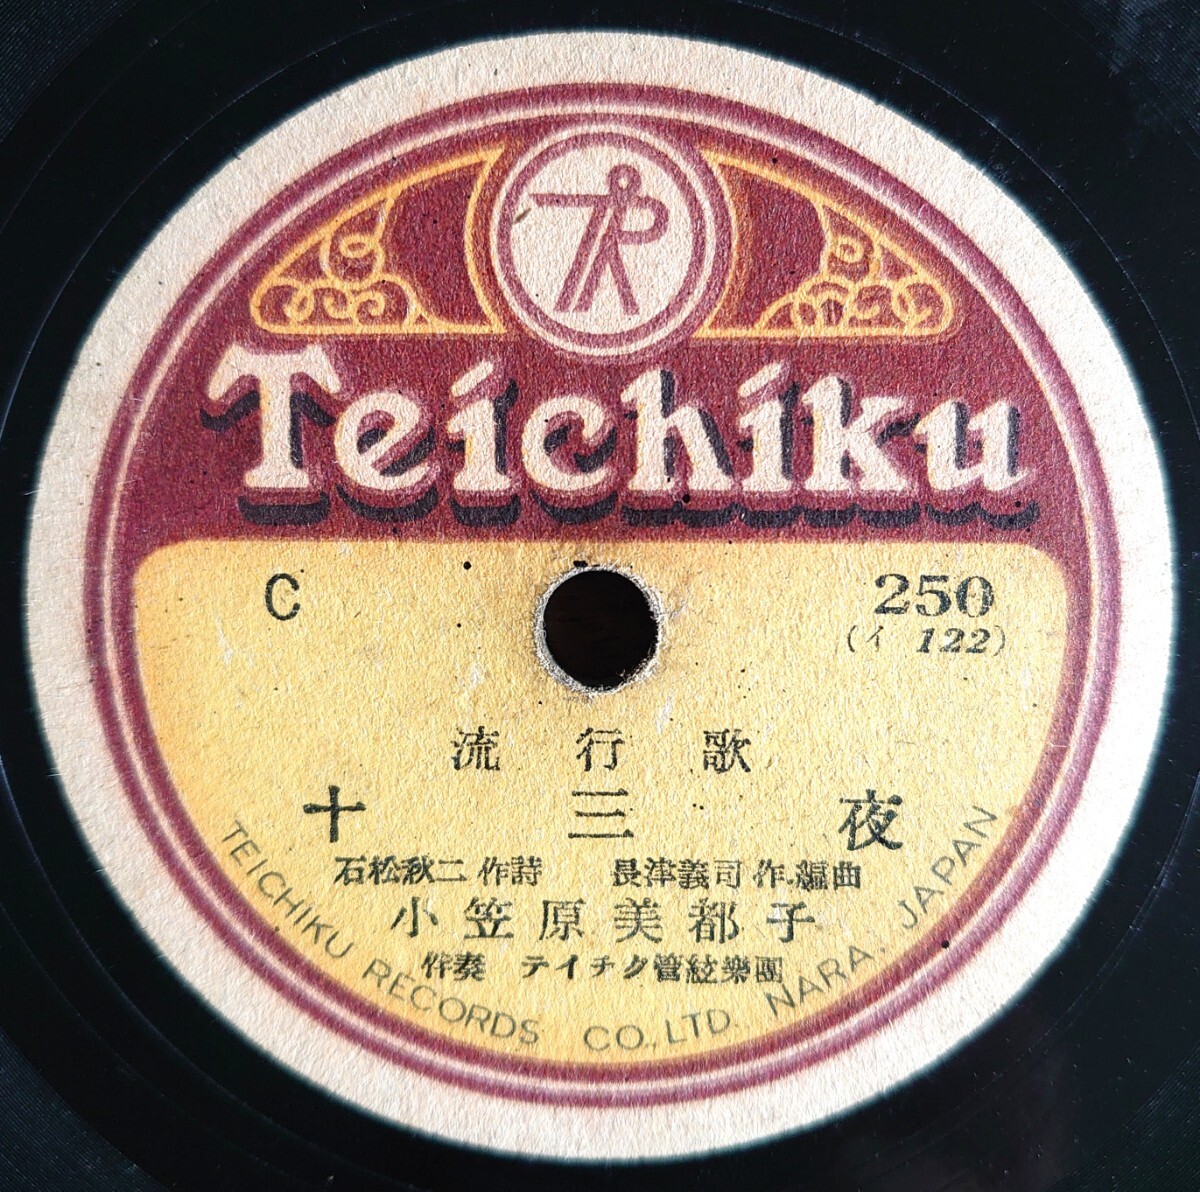 Teichiku
C
250
(イ 122)
流行歌
十三夜
石松秋二 作詩 長津義司 作.編曲
小笠原美都子
伴奏 テイチク管絃樂團
TEICHIKU RECORDS CO., LTD., NARA, JAPAN